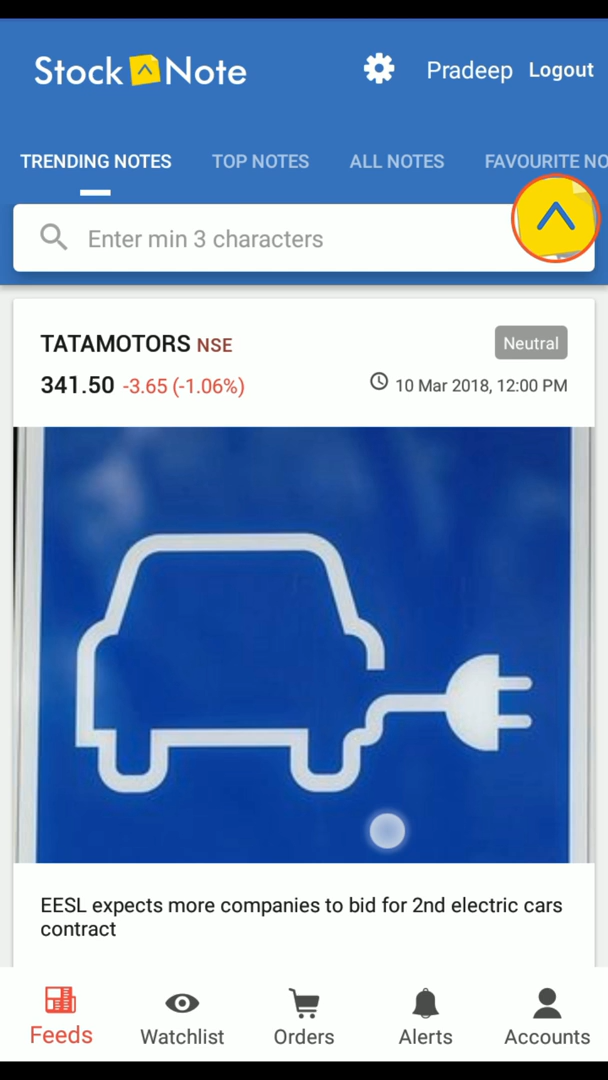 Stock Note
Pradeep
Logout
TRENDING NOTES
TOP NOTES
ALL NOTES
FAVOURITE NO
Enter min 3 characters
TATAMOTORS NSE
Neutral
341.50 -3.65 (-1.06%)
10 Mar 2018, 12:00 PM
EESL expects more companies to bid for 2nd electric cars
contract
Feeds
Watchlist
Orders
Alerts
Accounts